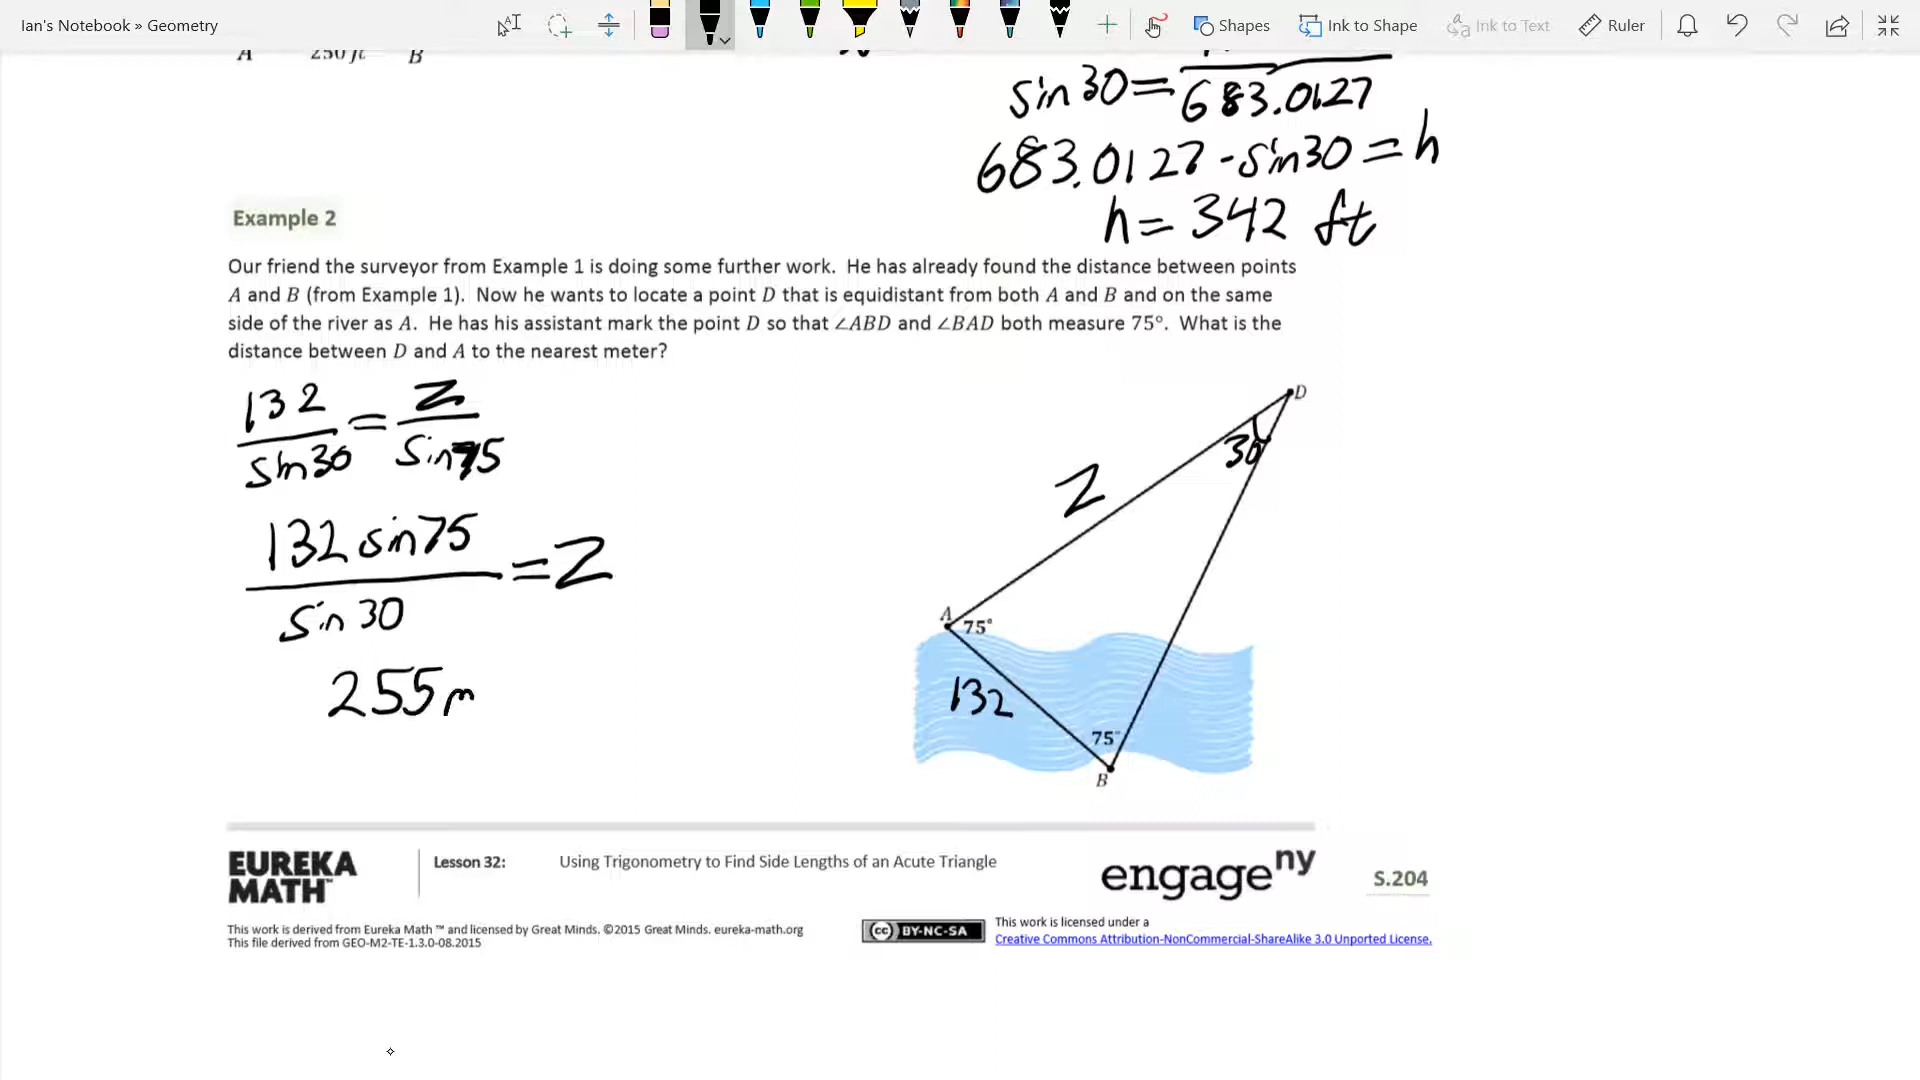 Ian's Notebook » Geometry
Shapes
Ink to Shape
Ink to Text
Ruler
A 250 ft B
sin 30 = 683.0127
683.0127 · sin 30 = h
h = 342 ft
Example 2
Our friend the surveyor from Example 1 is doing some further work. He has already found the distance between points
A and B (from Example 1). Now he wants to locate a point D that is equidistant from both A and B and on the same
side of the river as A. He has his assistant mark the point D so that ∠ABD and ∠BAD both measure 75°. What is the
distance between D and A to the nearest meter?
132 / sin 30 = Z / sin 75
132 sin 75 / sin 30 = Z
255m
D
30
Z
A
75°
132
75°
B
EUREKA
MATH™
Lesson 32: Using Trigonometry to Find Side Lengths of an Acute Triangle
engageny
S.204
This work is derived from Eureka Math ™ and licensed by Great Minds. ©2015 Great Minds. eureka-math.org
This file derived from GEO-M2-TE-1.3.0-08.2015
cc BY-NC-SA
This work is licensed under a
Creative Commons Attribution-NonCommercial-ShareAlike 3.0 Unported License.